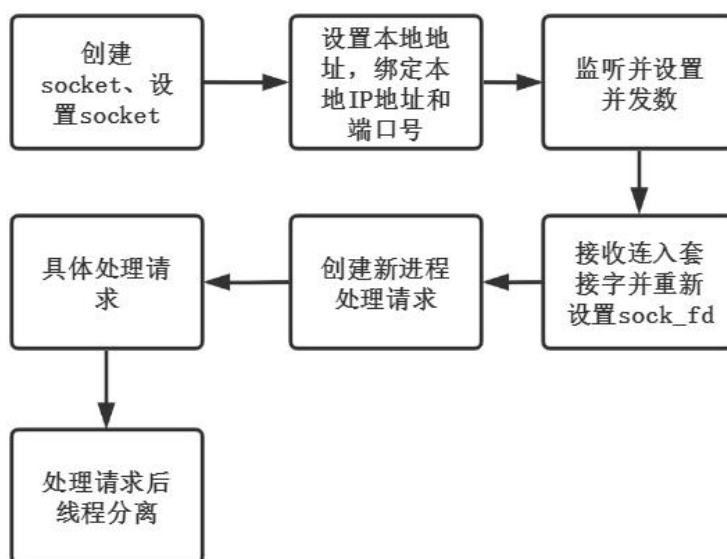 创建
socket、设
置socket
设置本地地
址，绑定本
地IP地址和
端口号
监听并设置
并发数
接收连入套
接字并重新
设置sock_fd
创建新进程
处理请求
具体处理请
求
处理请求后
线程分离